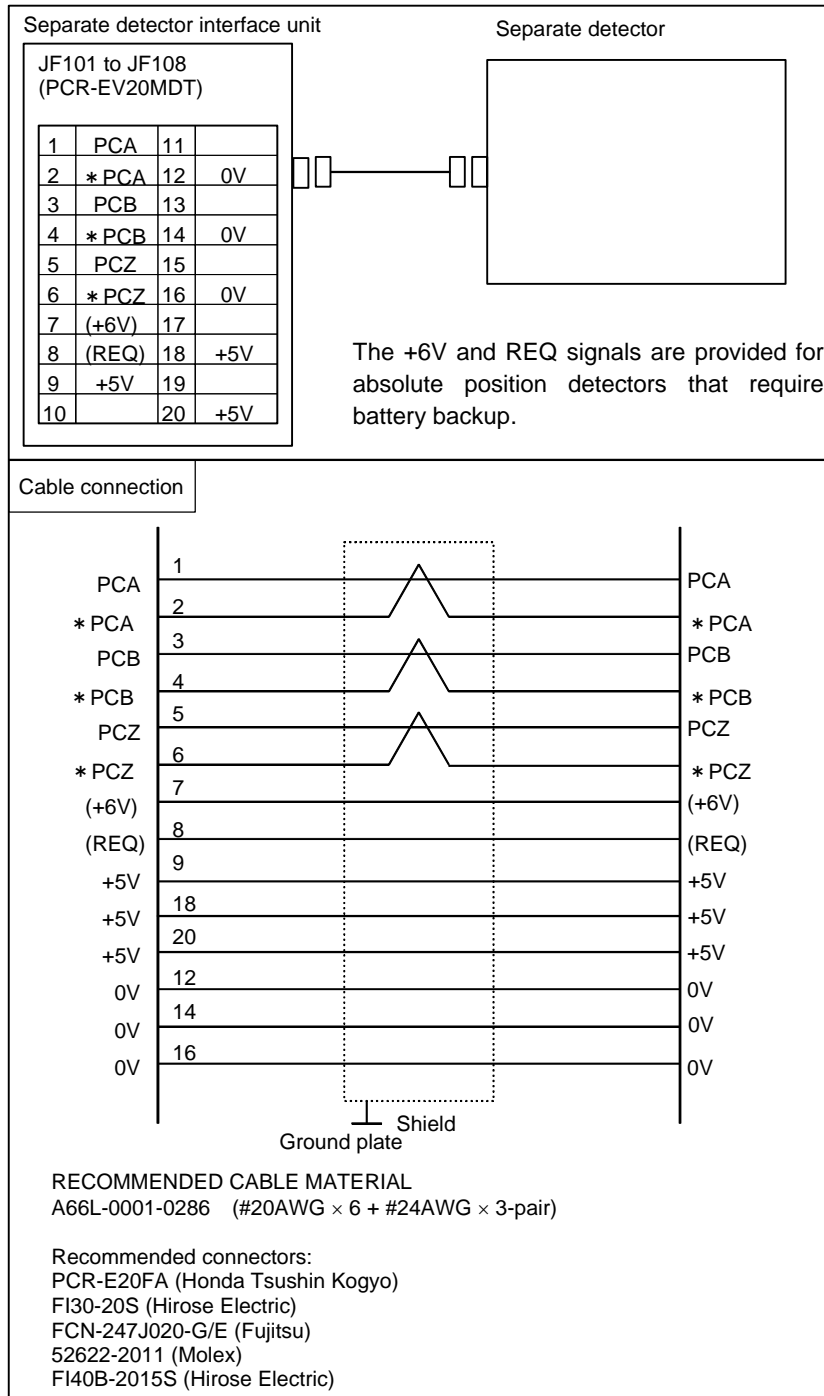 Separate detector interface unit
Separate detector
JF101 to JF108
(PCR-EV20MDT)
1 PCA 11
2 *PCA 12 0V
3 PCB 13
4 *PCB 14 0V
5 PCZ 15
6 *PCZ 16 0V
7 (+6V) 17
8 (REQ) 18 +5V
9 +5V 19
10 20 +5V
The +6V and REQ signals are provided for
absolute position detectors that require
battery backup.
Cable connection
PCA 1 PCA
*PCA 2 *PCA
PCB 3 PCB
*PCB 4 *PCB
PCZ 5 PCZ
*PCZ 6 *PCZ
(+6V) 7 (+6V)
(REQ) 8 (REQ)
+5V 9 +5V
+5V 18 +5V
+5V 20 +5V
0V 12 0V
0V 14 0V
0V 16 0V
Shield
Ground plate
RECOMMENDED CABLE MATERIAL
A66L-0001-0286 (#20AWG × 6 + #24AWG × 3-pair)
Recommended connectors:
PCR-E20FA (Honda Tsushin Kogyo)
FI30-20S (Hirose Electric)
FCN-247J020-G/E (Fujitsu)
52622-2011 (Molex)
FI40B-2015S (Hirose Electric)